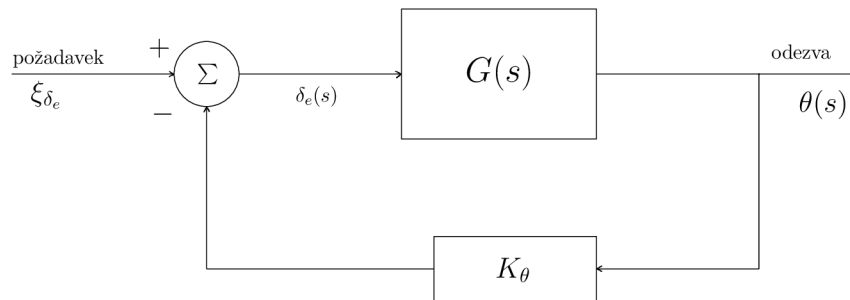 požadavek
ξ_{δ_e}
+
−
Σ
δ_e(s)
G(s)
odezva
θ(s)
K_θ